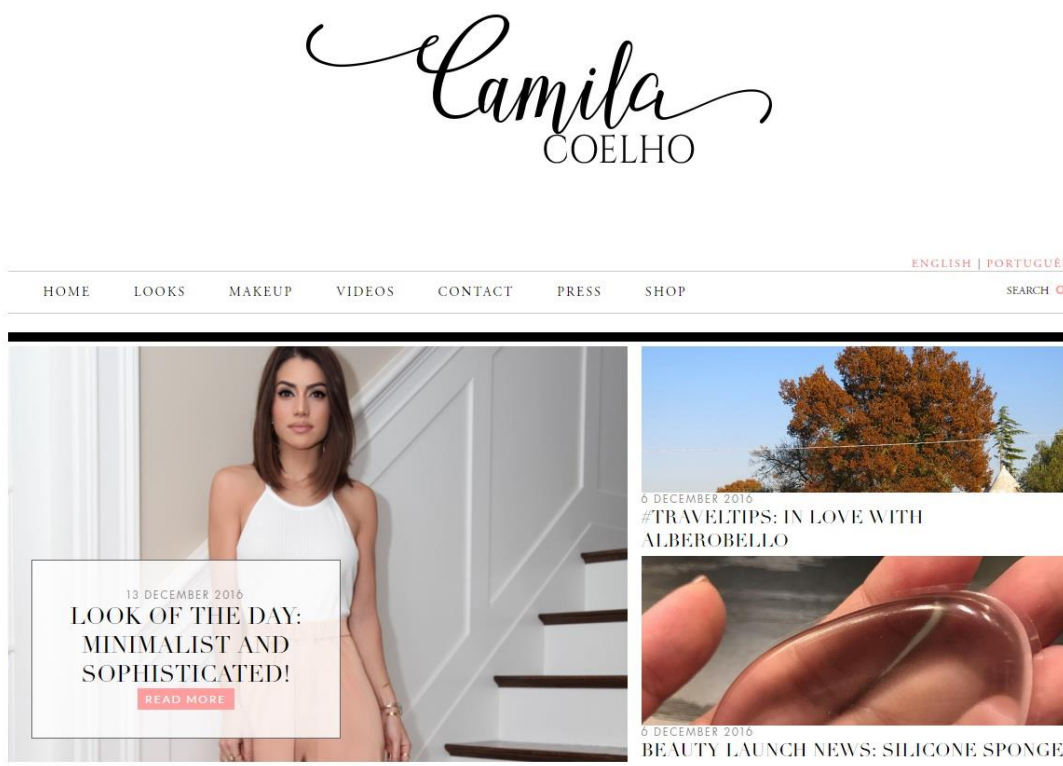 Camila
COELHO
ENGLISH | PORTUGUÊ
HOME LOOKS MAKEUP VIDEOS CONTACT PRESS SHOP
SEARCH
13 DECEMBER 2016
LOOK OF THE DAY:
MINIMALIST AND
SOPHISTICATED!
READ MORE
6 DECEMBER 2016
#TRAVELTIPS: IN LOVE WITH
ALBEROBELLO
6 DECEMBER 2016
BEAUTY LAUNCH NEWS: SILICONE SPONGE